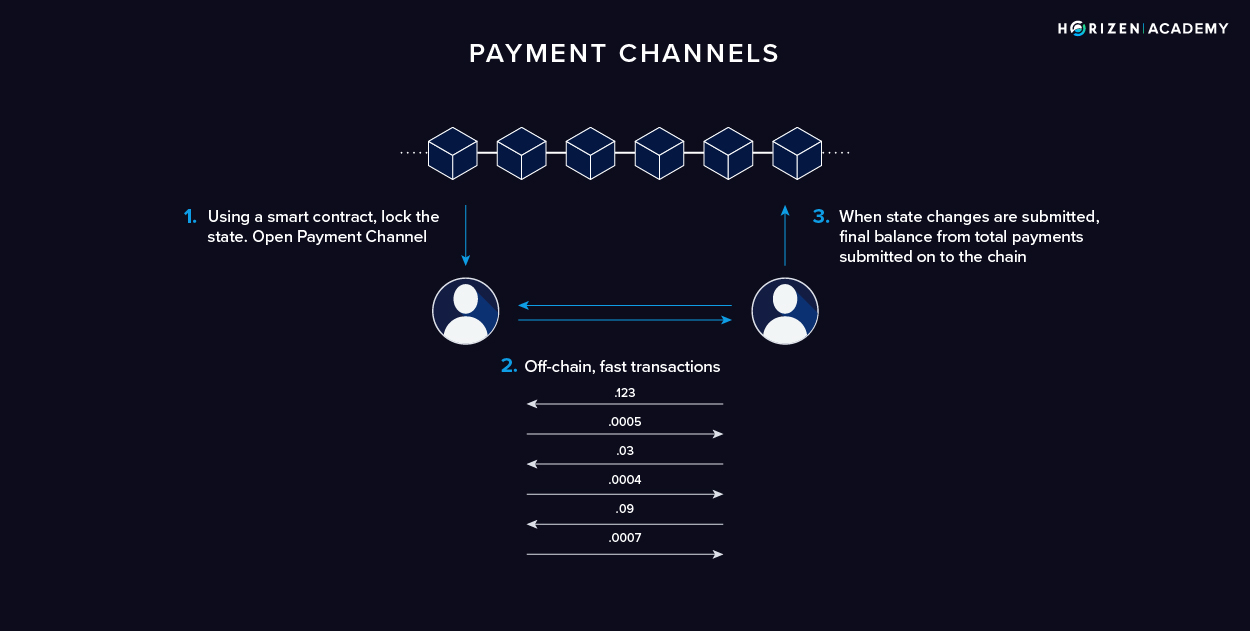 HORIZEN | ACADEMY
PAYMENT CHANNELS
1. Using a smart contract, lock the
state. Open Payment Channel
3. When state changes are submitted,
final balance from total payments
submitted on to the chain
2. Off-chain, fast transactions
.123
.0005
.03
.0004
.09
.0007